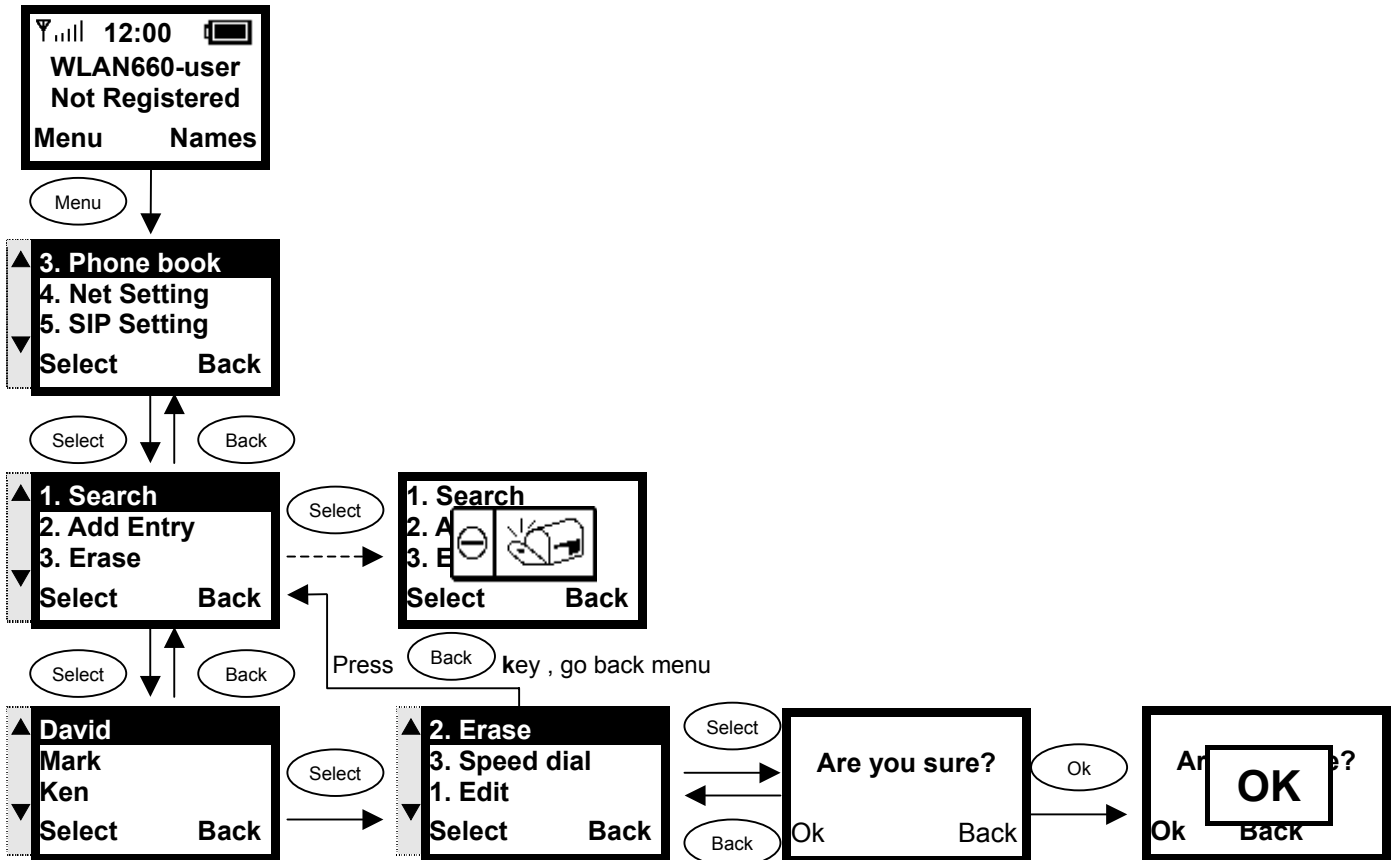 12:00
WLAN660-user
Not Registered
Menu Names
Menu
3. Phone book
4. Net Setting
5. SIP Setting
Select Back
Select
Back
1. Search
2. Add Entry
3. Erase
Select Back
Select
1. Search
2. A
3. E
Select Back
Select
Back
Press Back key , go back menu
David
Mark
Ken
Select Back
Select
2. Erase
3. Speed dial
1. Edit
Select Back
Select
Back
Are you sure?
Ok Back
Ok
Ar e?
OK
Ok Back